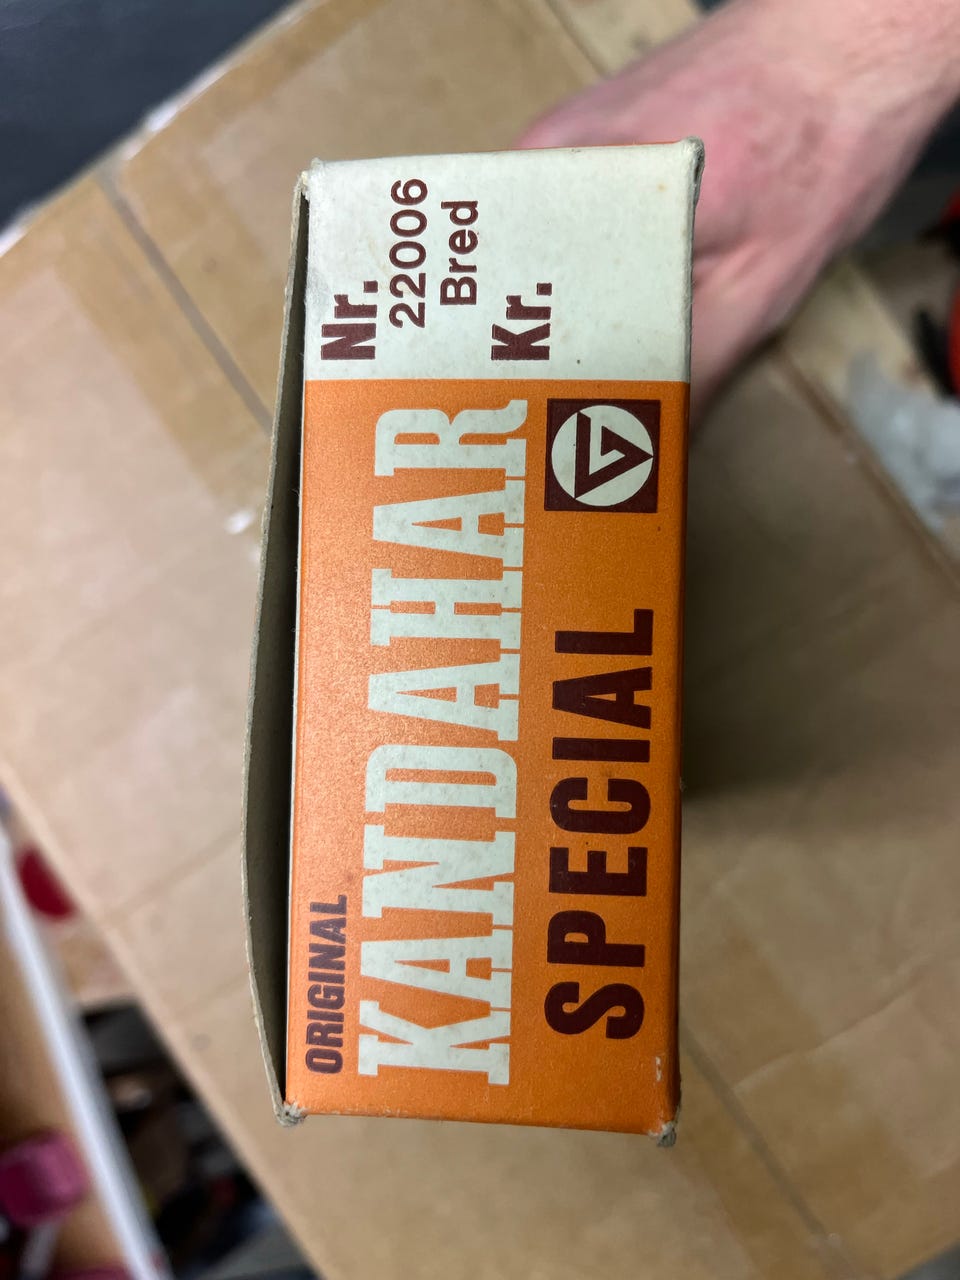 ORIGINAL
KANDAHAR
SPECIAL
Nr.
22006
Bred
Kr.